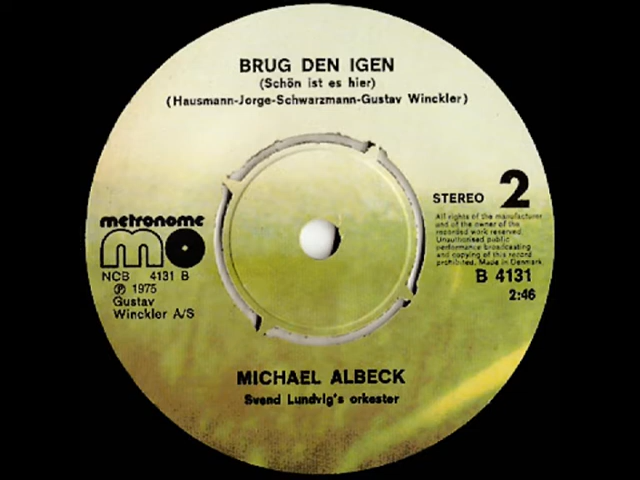 BRUG DEN IGEN
(Schön ist es hier)
(Hausmann-Jorge-Schwarzmann-Gustav Winckler)
STEREO 2
All rights of the manufacturer
and of the owner of the
recorded work reserved.
Unauthorised public
performance broadcasting
and copying of this record
prohibited. Made in Denmark
B 4131
2:46
metronome
mo
NCB 4131 B
℗ 1975
Gustav
Winckler A/S
MICHAEL ALBECK
Svend Lundvig's orkester